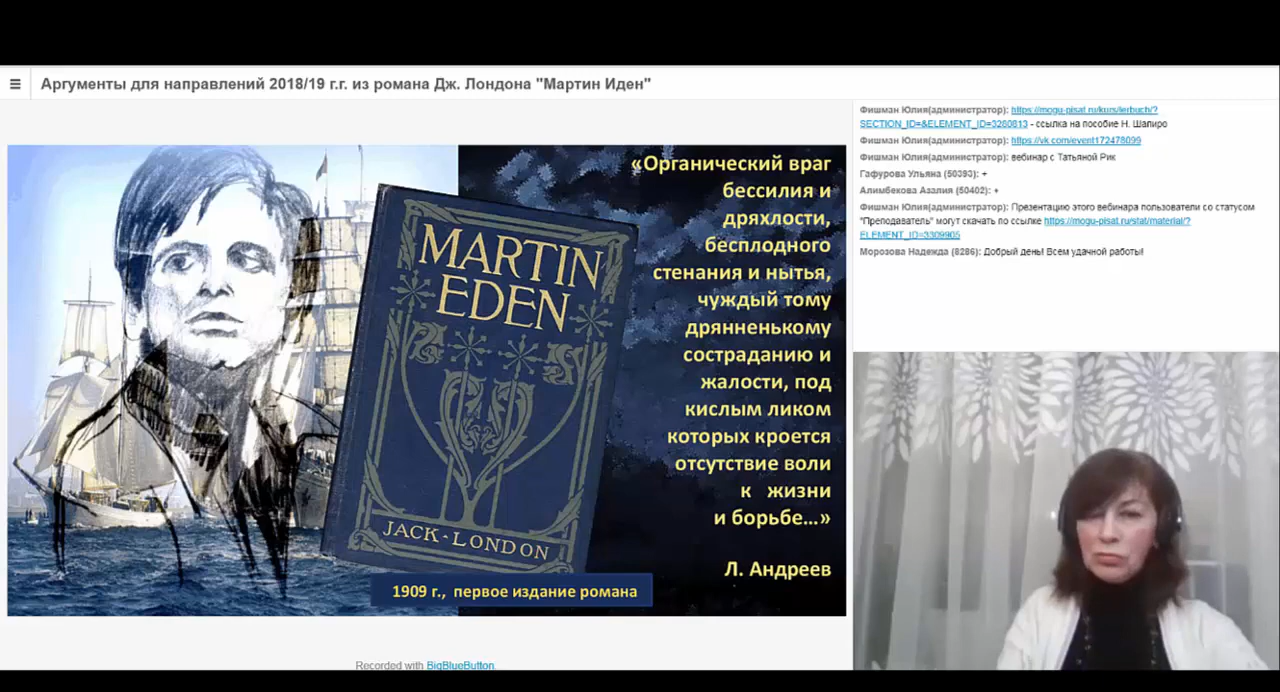 Аргументы для направлений 2018/19 г.г. из романа Дж. Лондона "Мартин Иден"
«Органический враг
бессилия и
дряхлости,
бесплодного
стенания и нытья,
чуждый тому
дрянненькому
состраданию и
жалости, под
кислым ликом
которых кроется
отсутствие воли
к жизни
и борьбе...»
Л. Андреев
MARTIN
EDEN
JACK·LONDON
1909 г., первое издание романа
Recorded with BigBlueButton.
Фишман Юлия(администратор): https://mogu-pisat.ru/kurs/lerbuch/?
SECTION_ID=&ELEMENT_ID=3280813 - ссылка на пособие Н. Шапиро
Фишман Юлия(администратор): https://vk.com/event172478099
Фишман Юлия(администратор): вебинар с Татьяной Рик
Гафурова Ульяна (50393): +
Алимбекова Азалия (50402): +
Фишман Юлия(администратор): Презентацию этого вебинара пользователи со статусом
"Преподаватель" могут скачать по ссылке https://mogu-pisat.ru/stat/material/?
ELEMENT_ID=3309905
Морозова Надежда (8286): Добрый день! Всем удачной работы!